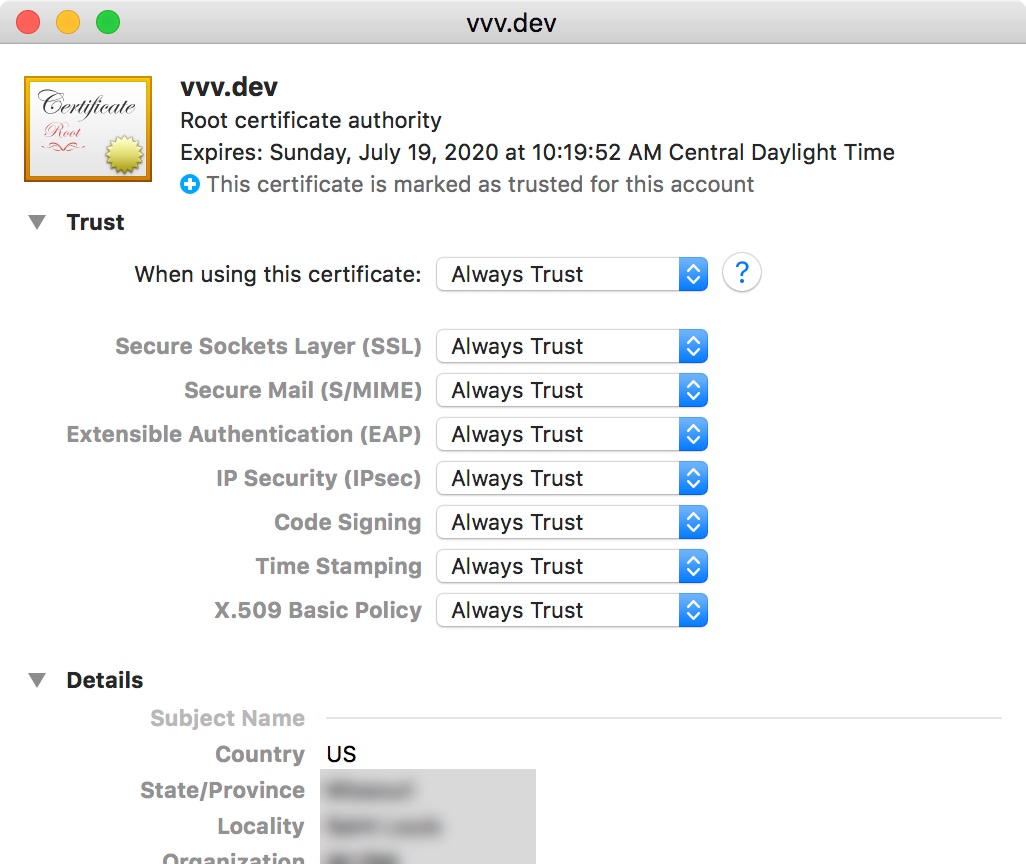 vvv.dev
Certificate
Root
vvv.dev
Root certificate authority
Expires: Sunday, July 19, 2020 at 10:19:52 AM Central Daylight Time
This certificate is marked as trusted for this account
Trust
When using this certificate: Always Trust ?
Secure Sockets Layer (SSL) Always Trust
Secure Mail (S/MIME) Always Trust
Extensible Authentication (EAP) Always Trust
IP Security (IPsec) Always Trust
Code Signing Always Trust
Time Stamping Always Trust
X.509 Basic Policy Always Trust
Details
Subject Name
Country US
State/Province
Locality
Organization